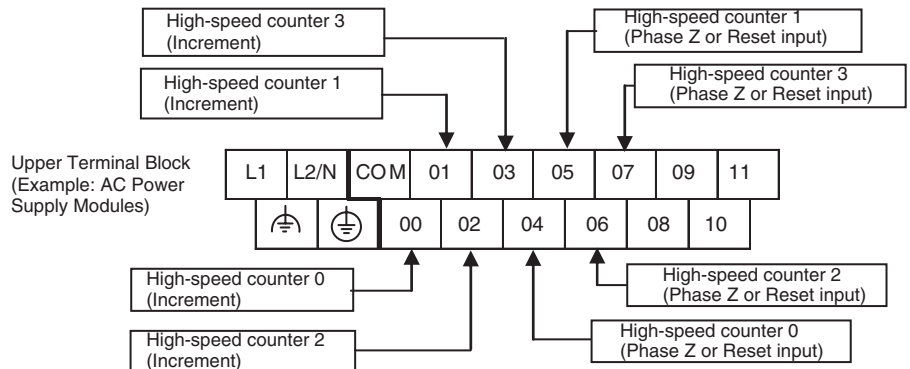 High-speed counter 3
(Increment)
High-speed counter 1
(Phase Z or Reset input)
High-speed counter 1
(Increment)
High-speed counter 3
(Phase Z or Reset input)
Upper Terminal Block
(Example: AC Power
Supply Modules)
L1 L2/N COM 01 03 05 07 09 11
00 02 04 06 08 10
High-speed counter 0
(Increment)
High-speed counter 2
(Phase Z or Reset input)
High-speed counter 2
(Increment)
High-speed counter 0
(Phase Z or Reset input)